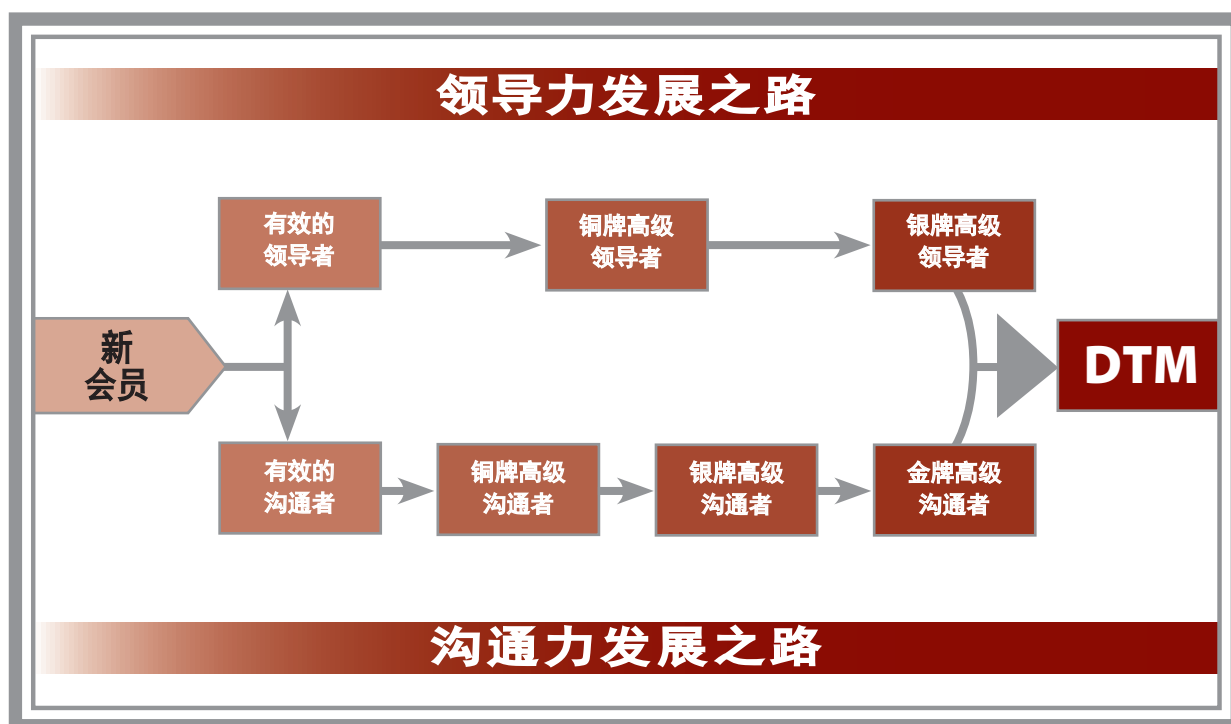 领导力发展之路
有效的
领导者
铜牌高级
领导者
银牌高级
领导者
新
会员
DTM
有效的
沟通者
铜牌高级
沟通者
银牌高级
沟通者
金牌高级
沟通者
沟通力发展之路